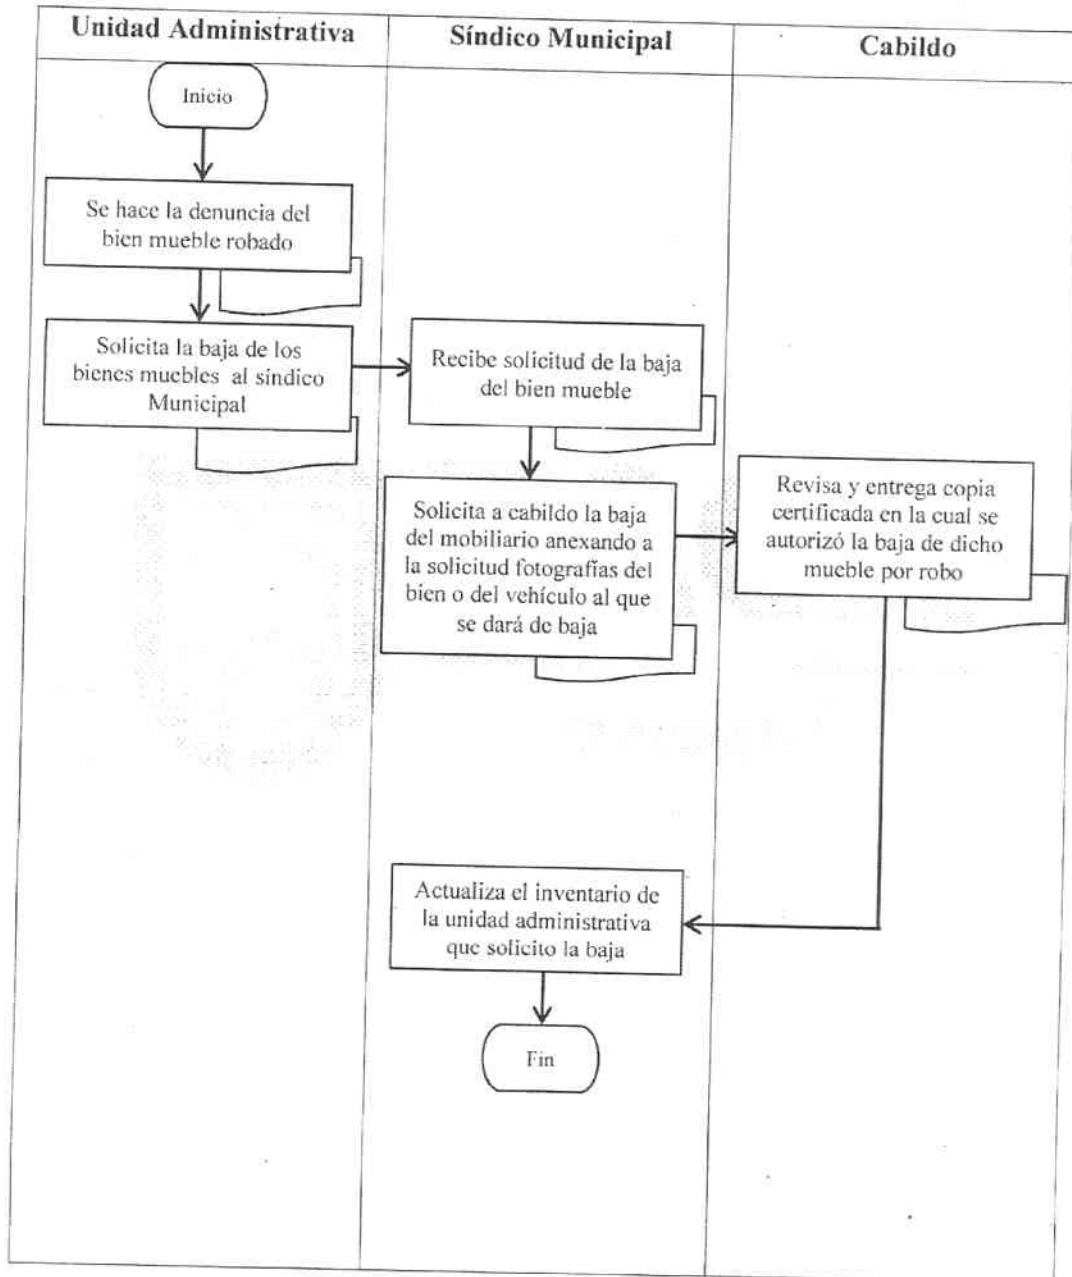 Unidad Administrativa
Síndico Municipal
Cabildo
Inicio
Se hace la denuncia del
bien mueble robado
Solicita la baja de los
bienes muebles al síndico
Municipal
Recibe solicitud de la baja
del bien mueble
Solicita a cabildo la baja
del mobiliario anexando a
la solicitud fotografías del
bien o del vehículo al que
se dará de baja
Revisa y entrega copia
certificada en la cual se
autorizó la baja de dicho
mueble por robo
Actualiza el inventario de
la unidad administrativa
que solicito la baja
Fin